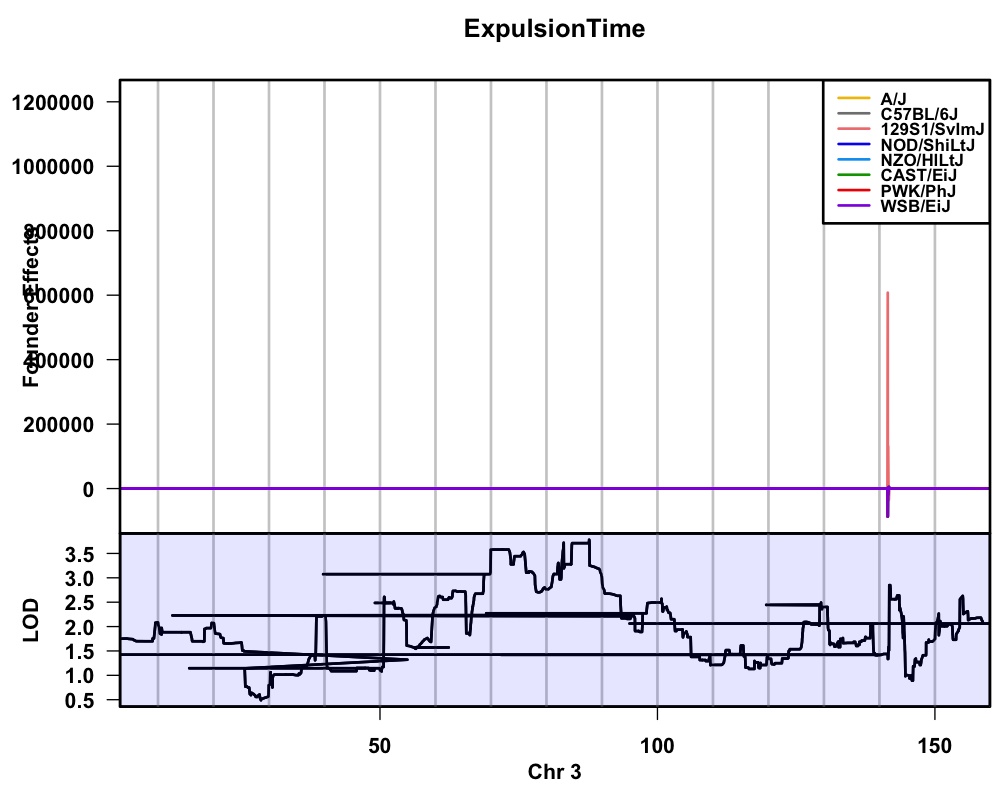 ExpulsionTime
1200000
1000000
800000
600000
400000
200000
0
Founder Effects
A/J
C57BL/6J
129S1/SvImJ
NOD/ShiLtJ
NZO/HlLtJ
CAST/EiJ
PWK/PhJ
WSB/EiJ
3.5
3.0
2.5
2.0
1.5
1.0
0.5
LOD
50 100 150
Chr 3